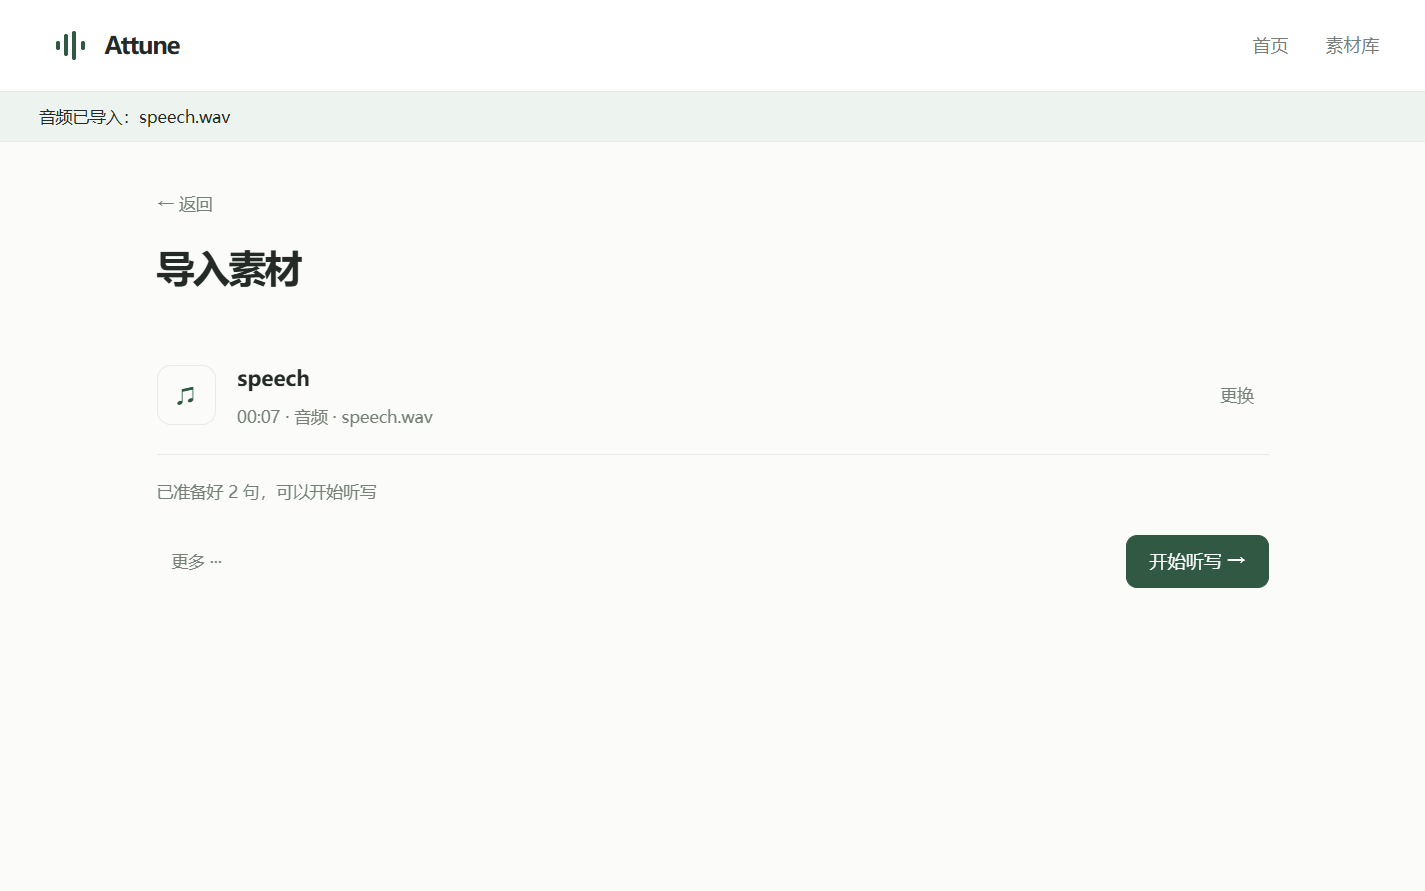 Attune
首页
素材库
音频已导入：speech.wav
← 返回
导入素材
speech
00:07 · 音频 · speech.wav
更换
已准备好 2 句，可以开始听写
更多 ···
开始听写 →